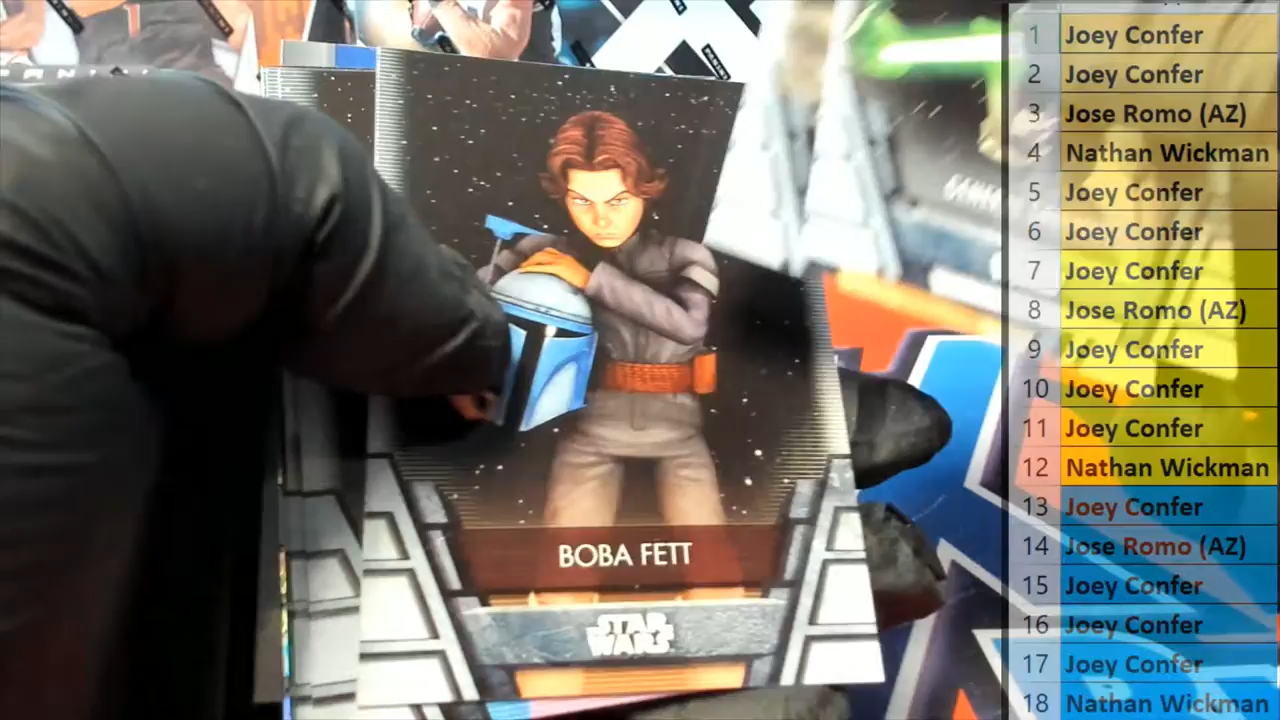 BOBA FETT
STAR
WARS
1 Joey Confer
2 Joey Confer
3 Jose Romo (AZ)
4 Nathan Wickman
5 Joey Confer
6 Joey Confer
7 Joey Confer
8 Jose Romo (AZ)
9 Joey Confer
10 Joey Confer
11 Joey Confer
12 Nathan Wickman
13 Joey Confer
14 Jose Romo (AZ)
15 Joey Confer
16 Joey Confer
17 Joey Confer
18 Nathan Wickman